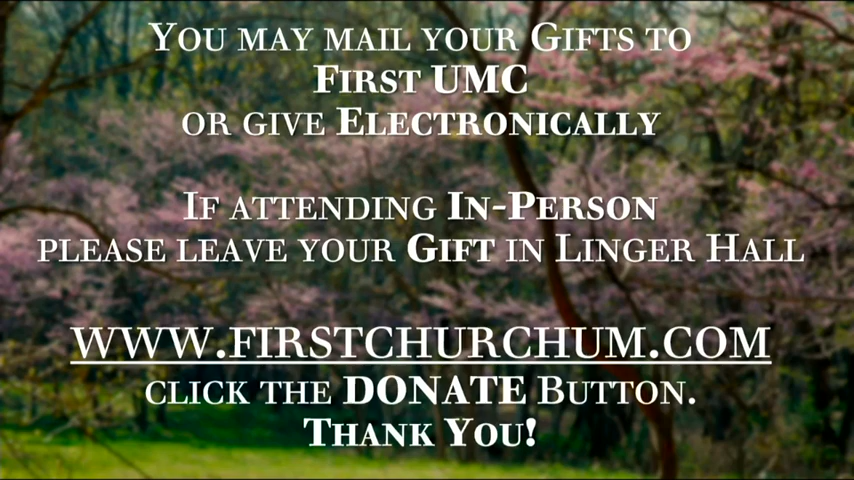 You may mail your Gifts to
First UMC
or give Electronically
If attending In-Person
please leave your Gift in Linger Hall
www.firstchurchum.com
click the DONATE Button.
Thank You!